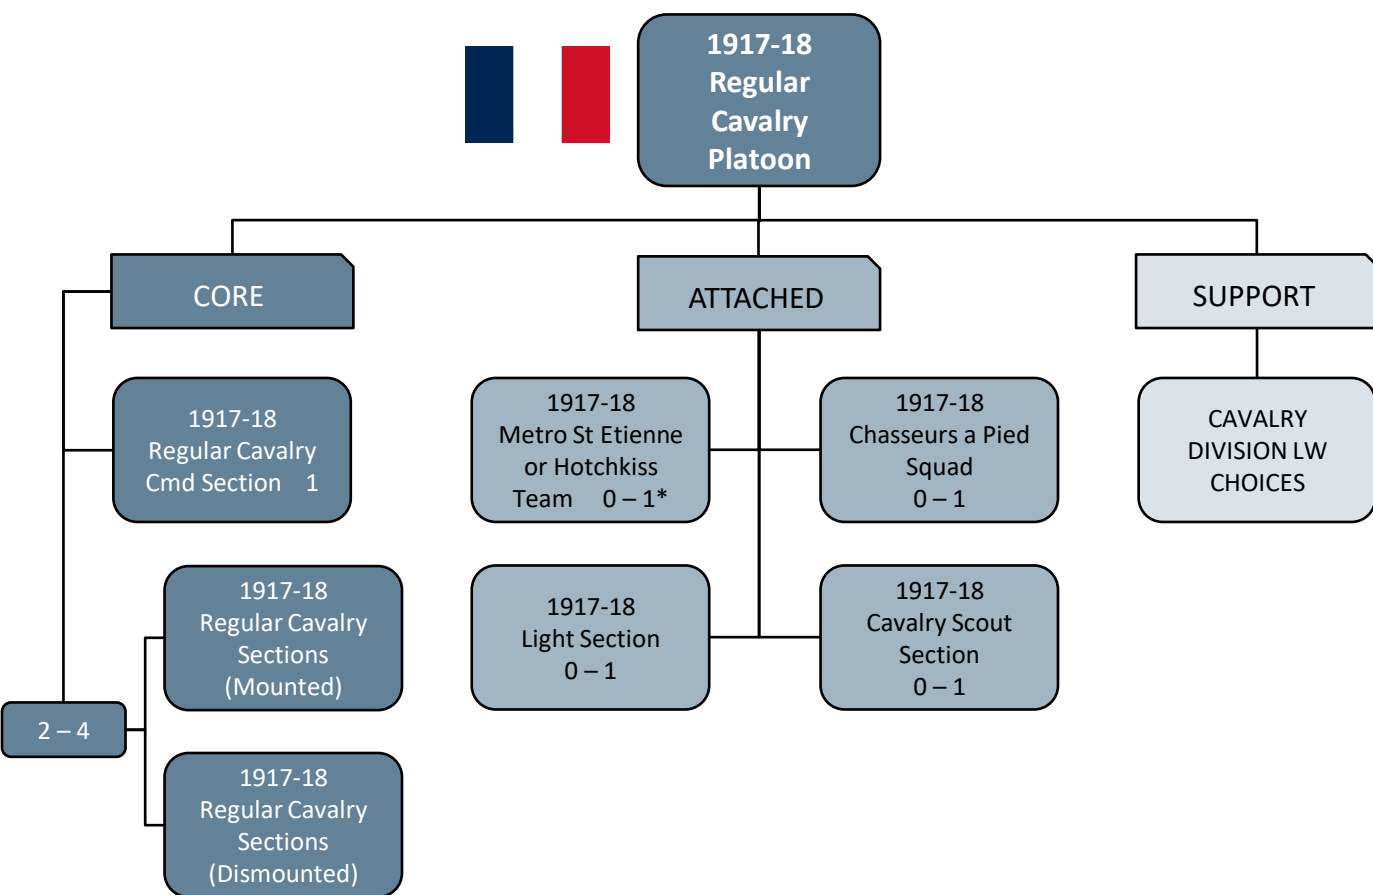 1917-18
Regular
Cavalry
Platoon
CORE
ATTACHED
SUPPORT
1917-18
Regular Cavalry
Cmd Section 1
1917-18
Metro St Etienne
or Hotchkiss
Team 0 – 1*
1917-18
Chasseurs a Pied
Squad
0 – 1
CAVALRY
DIVISION LW
CHOICES
1917-18
Regular Cavalry
Sections
(Mounted)
1917-18
Light Section
0 – 1
1917-18
Cavalry Scout
Section
0 – 1
2 – 4
1917-18
Regular Cavalry
Sections
(Dismounted)